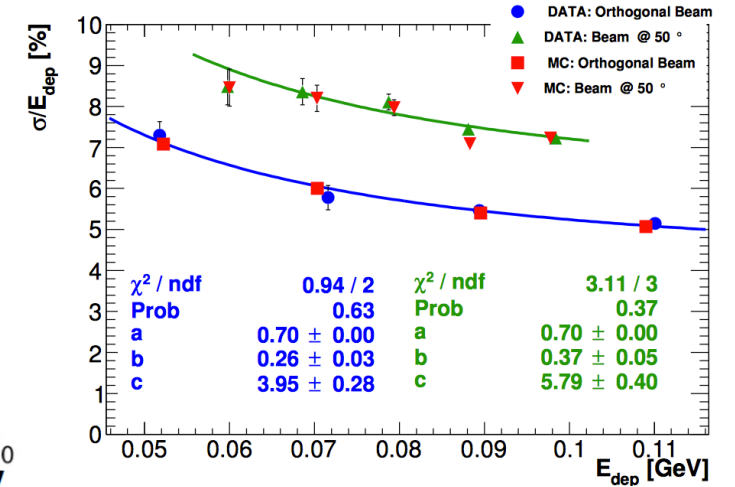 DATA: Orthogonal Beam
DATA: Beam @ 50 °
MC: Orthogonal Beam
MC: Beam @ 50 °
σ/E_dep [%]
10
9
8
7
6
5
4
3
2
1
0
χ² / ndf 0.94 / 2
Prob 0.63
a 0.70 ± 0.00
b 0.26 ± 0.03
c 3.95 ± 0.28
χ² / ndf 3.11 / 3
Prob 0.37
a 0.70 ± 0.00
b 0.37 ± 0.05
c 5.79 ± 0.40
0.05 0.06 0.07 0.08 0.09 0.1 0.11
E_dep [GeV]
0